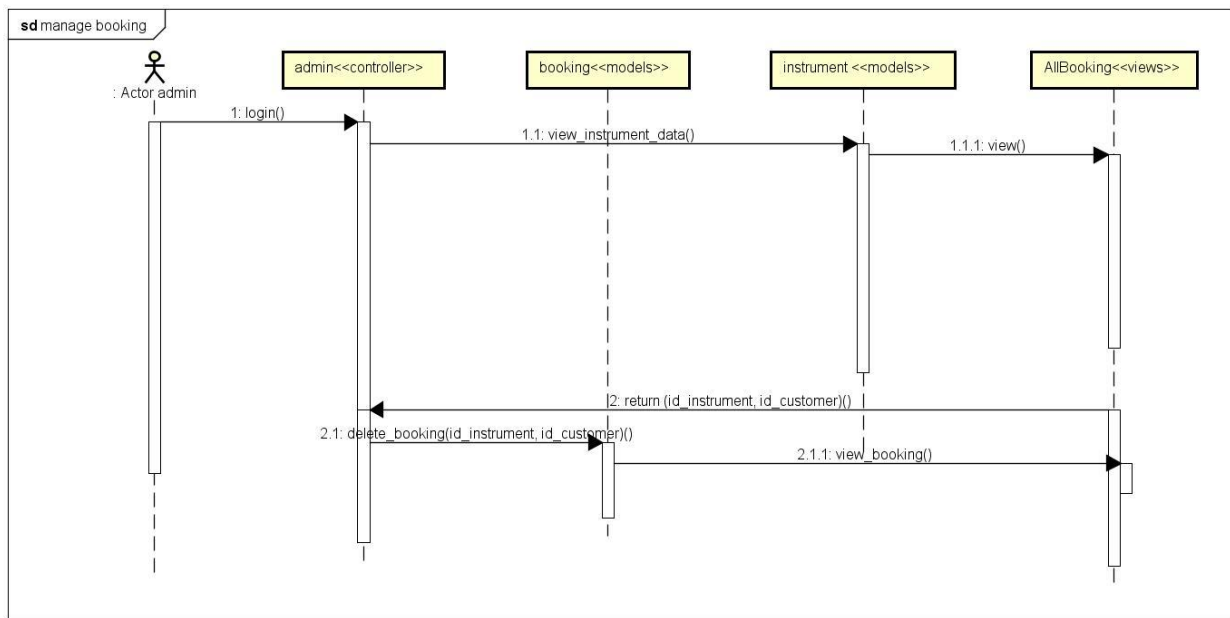 sd manage booking
: Actor admin
admin<<controller>>
booking<<models>>
instrument <<models>>
AllBooking<<views>>
1: login()
1.1: view_instrument_data()
1.1.1: view()
2: return (id_instrument, id_customer)()
2.1: delete_booking(id_instrument, id_customer)()
2.1.1: view_booking()